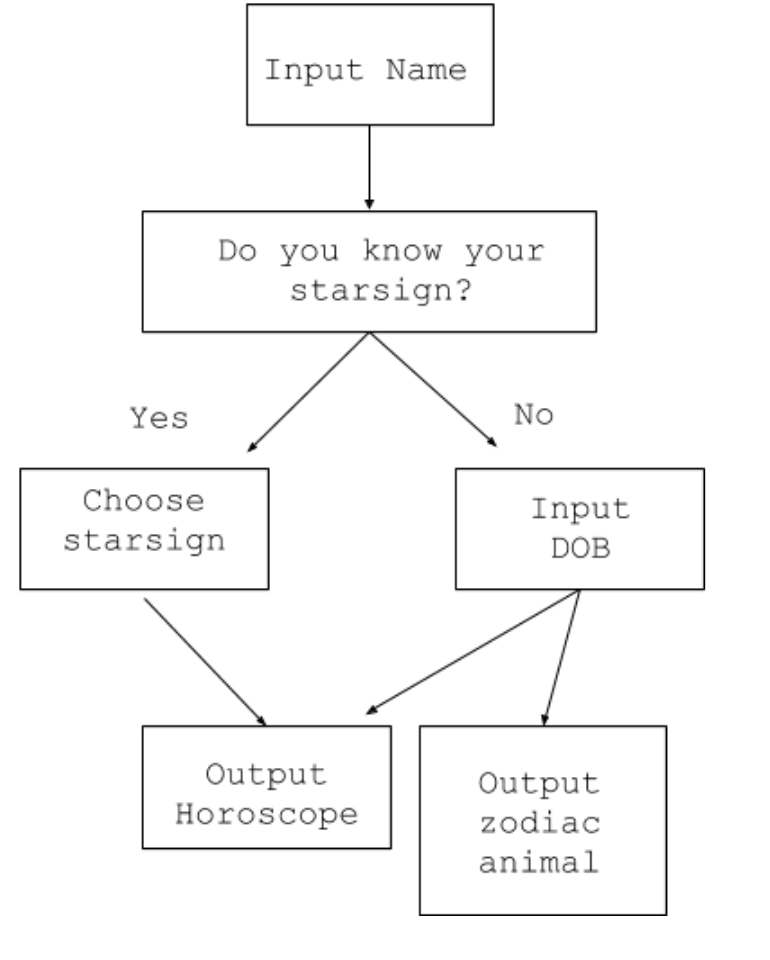 Input Name
Do you know your
starsign?
Yes
No
Choose
starsign
Input
DOB
Output
Horoscope
Output
zodiac
animal